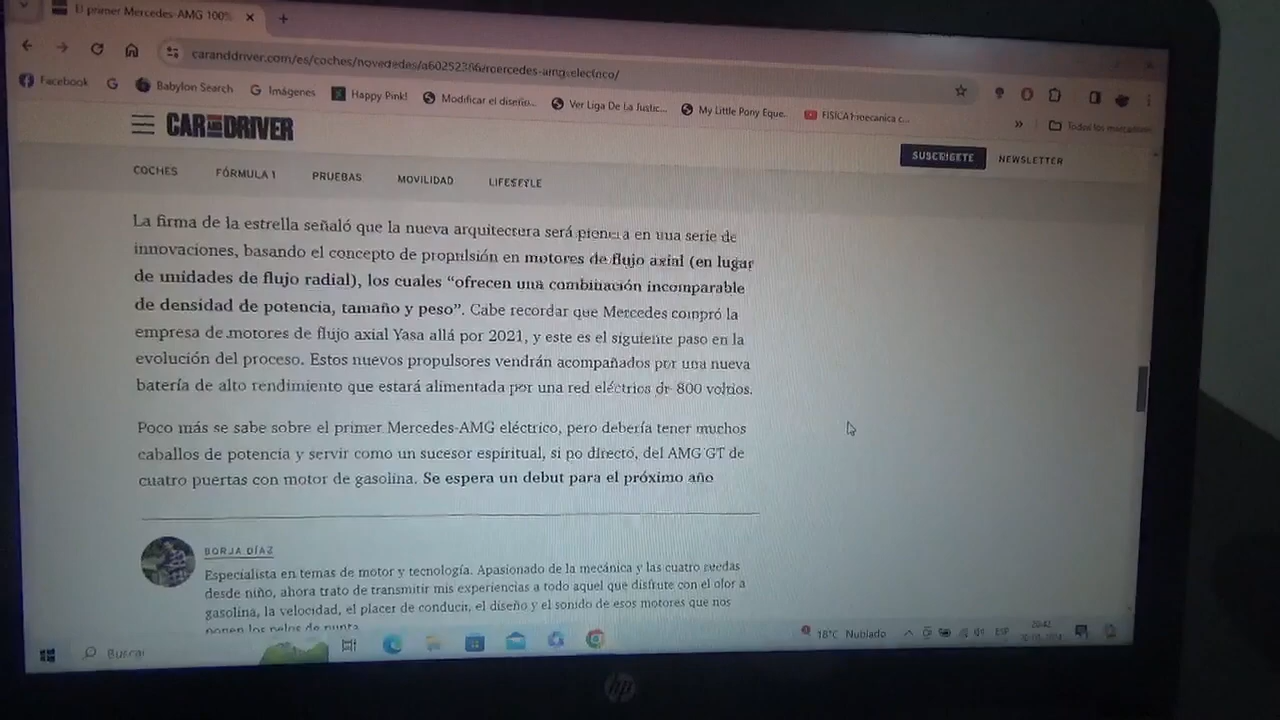 El primer Mercedes-AMG 100%
caranddriver.com/es/coches/novededes/
Facebook
Babylon Search
Imágenes
Happy Pink!
Modificar el diseño...
Ver Liga De La Justic...
My Little Pony Eque...
FISICA mecanica c...
»
Todos los marcadores
CAR AND DRIVER
SUSCRIGETE
NEWSLETTER
COCHES
FÓRMULA 1
PRUEBAS
MOVILIDAD
LIFESTYLE
La firma de la estrella señaló que la nueva arquitectura será pionera en una serie de
innovaciones, basando el concepto de propulsión en motores de flujo axial (en lugar
de unidades de flujo radial), los cuales “ofrecen una combinación incomparable
de densidad de potencia, tamaño y peso”. Cabe recordar que Mercedes compró la
empresa de motores de flujo axial Yasa allá por 2021, y este es el siguiente paso en la
evolución del proceso. Estos nuevos propulsores vendrán acompañados por una nueva
batería de alto rendimiento que estará alimentada por una red eléctrica de 800 voltios.
Poco más se sabe sobre el primer Mercedes-AMG eléctrico, pero debería tener muchos
caballos de potencia y servir como un sucesor espiritual, si no directo, del AMG GT de
cuatro puertas con motor de gasolina. Se espera un debut para el próximo año
BORJA DÍAZ
Especialista en temas de motor y tecnología. Apasionado de la mecánica y las cuatro ruedas
desde niño, ahora trato de transmitir mis experiencias a todo aquel que disfrute con el olor a
gasolina, la velocidad, el placer de conducir, el diseño y el sonido de esos motores que nos
ponen los pelos de punta
Buscar
18°C Nublado
ESP
20:42
hp